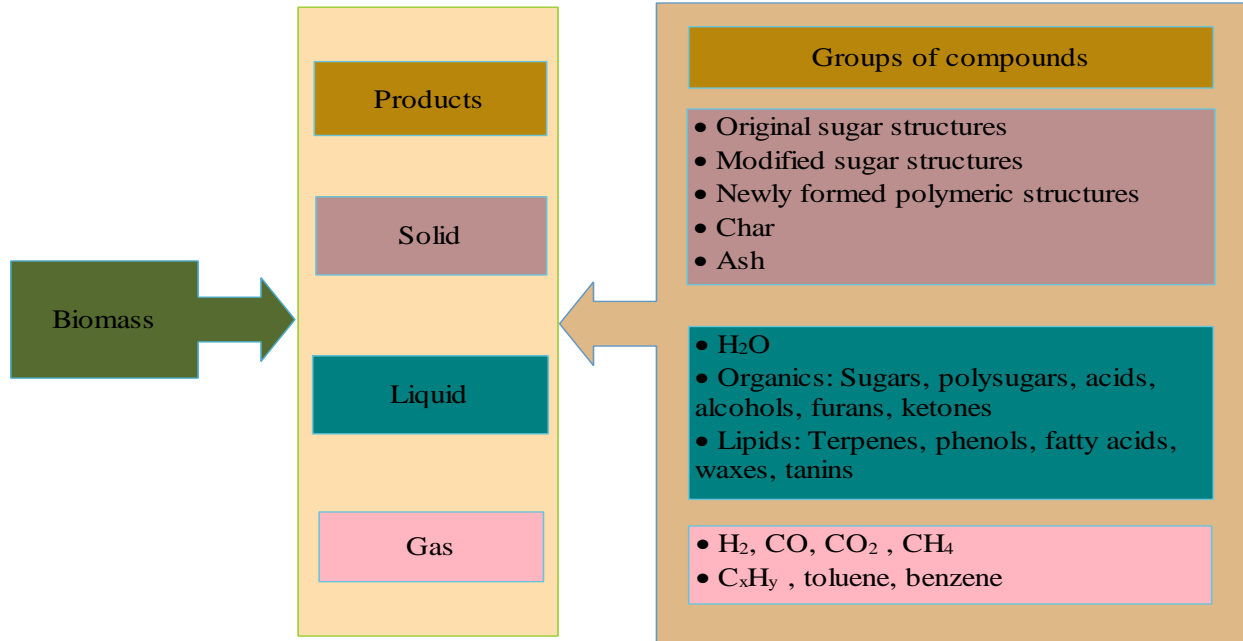 Biomass
Products
Solid
Liquid
Gas
Groups of compounds
• Original sugar structures
• Modified sugar structures
• Newly formed polymeric structures
• Char
• Ash
• H₂O
• Organics: Sugars, polysugars, acids,
alcohols, furans, ketones
• Lipids: Terpenes, phenols, fatty acids,
waxes, tanins
• H₂, CO, CO₂ , CH₄
• CₓHᵧ , toluene, benzene